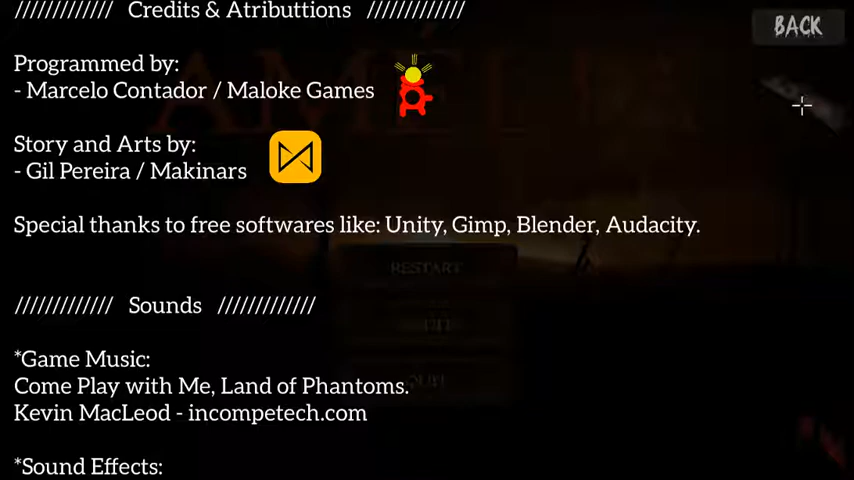 ///////////// Credits & Atributtions /////////////
BACK
Programmed by:
- Marcelo Contador / Maloke Games
Story and Arts by:
- Gil Pereira / Makinars
Special thanks to free softwares like: Unity, Gimp, Blender, Audacity.
RESTART
///////////// Sounds /////////////
*Game Music:
Come Play with Me, Land of Phantoms.
Kevin MacLeod - incompetech.com
*Sound Effects: